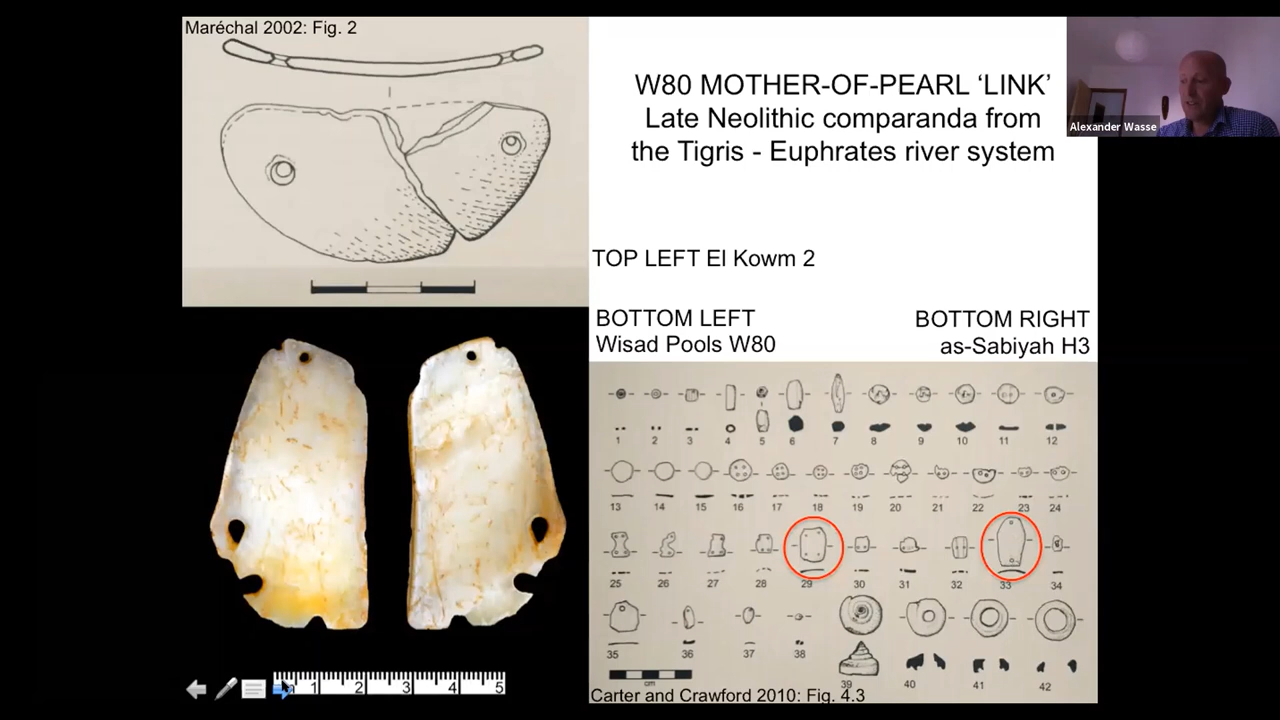 Maréchal 2002: Fig. 2
W80 MOTHER-OF-PEARL ‘LINK’
Late Neolithic comparanda from
the Tigris - Euphrates river system
Alexander Wasse
TOP LEFT El Kowm 2
BOTTOM LEFT
Wisad Pools W80
BOTTOM RIGHT
as-Sabiyah H3
1 2 3 4 5 6 7 8 9 10 11 12
13 14 15 16 17 18 19 20 21 22 23 24
25 26 27 28 29 30 31 32 33 34
35 36 37 38 39 40 41 42
cm
1 2 3 4 5
Carter and Crawford 2010: Fig. 4.3